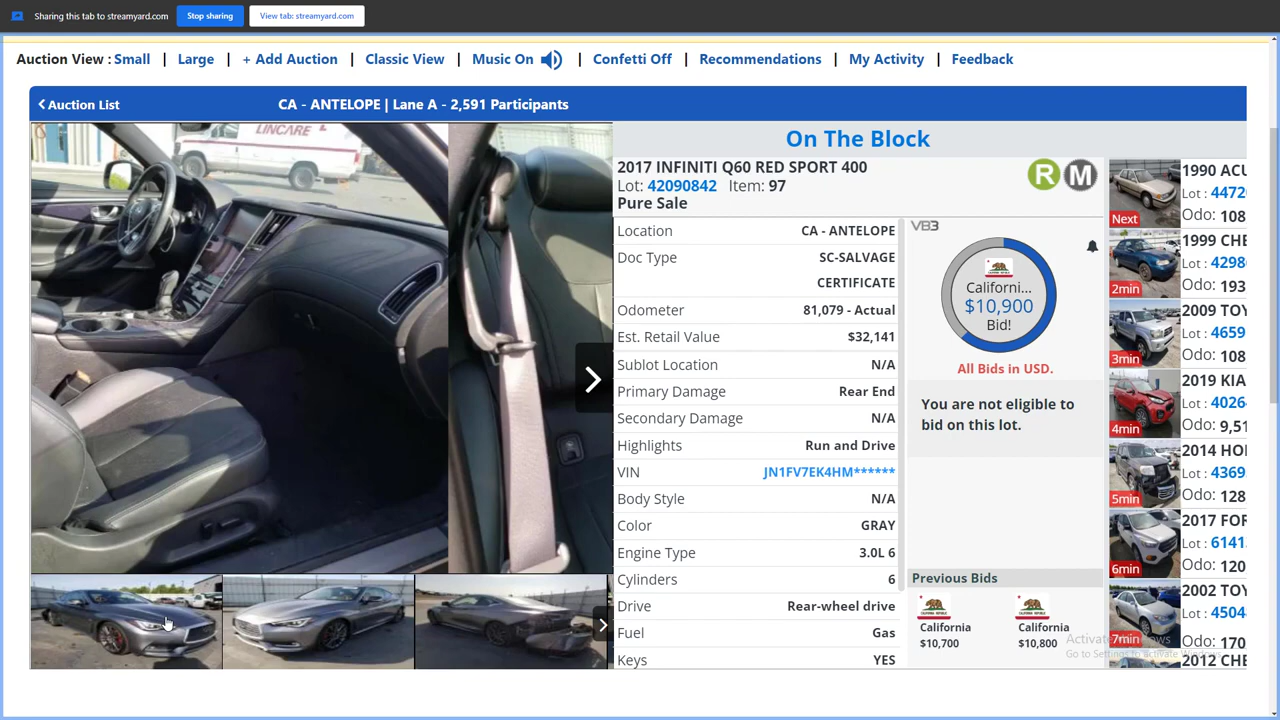 Sharing this tab to streamyard.com
Stop sharing
View tab: streamyard.com
Auction View : Small | Large | + Add Auction | Classic View | Music On | Confetti Off | Recommendations | My Activity | Feedback
Auction List
CA - ANTELOPE | Lane A - 2,591 Participants
LINCARE
On The Block
2017 INFINITI Q60 RED SPORT 400
Lot: 42090842 Item: 97
Pure Sale
R M
Location CA - ANTELOPE
Doc Type SC-SALVAGE
CERTIFICATE
Odometer 81,079 - Actual
Est. Retail Value $32,141
Sublot Location N/A
Primary Damage Rear End
Secondary Damage N/A
Highlights Run and Drive
VIN JN1FV7EK4HM******
Body Style N/A
Color GRAY
Engine Type 3.0L 6
Cylinders 6
Drive Rear-wheel drive
Fuel Gas
Keys YES
VB3
Californi...
$10,900
Bid!
All Bids in USD.
You are not eligible to
bid on this lot.
Previous Bids
California
$10,700
California
$10,800
Next
1990 ACU
Lot : 4472
Odo: 108
2min
1999 CHE
Lot : 4298
Odo: 193
3min
2009 TOY
Lot : 4659
Odo: 108
4min
2019 KIA
Lot : 4026
Odo: 9,51
5min
2014 HO
Lot : 4369
Odo: 128
6min
2017 FOR
Lot : 6141
Odo: 120
7min
2002 TOY
Lot : 4504
Odo: 170
2012 CHE
Activate Windows
Go to Settings to activate Windows.